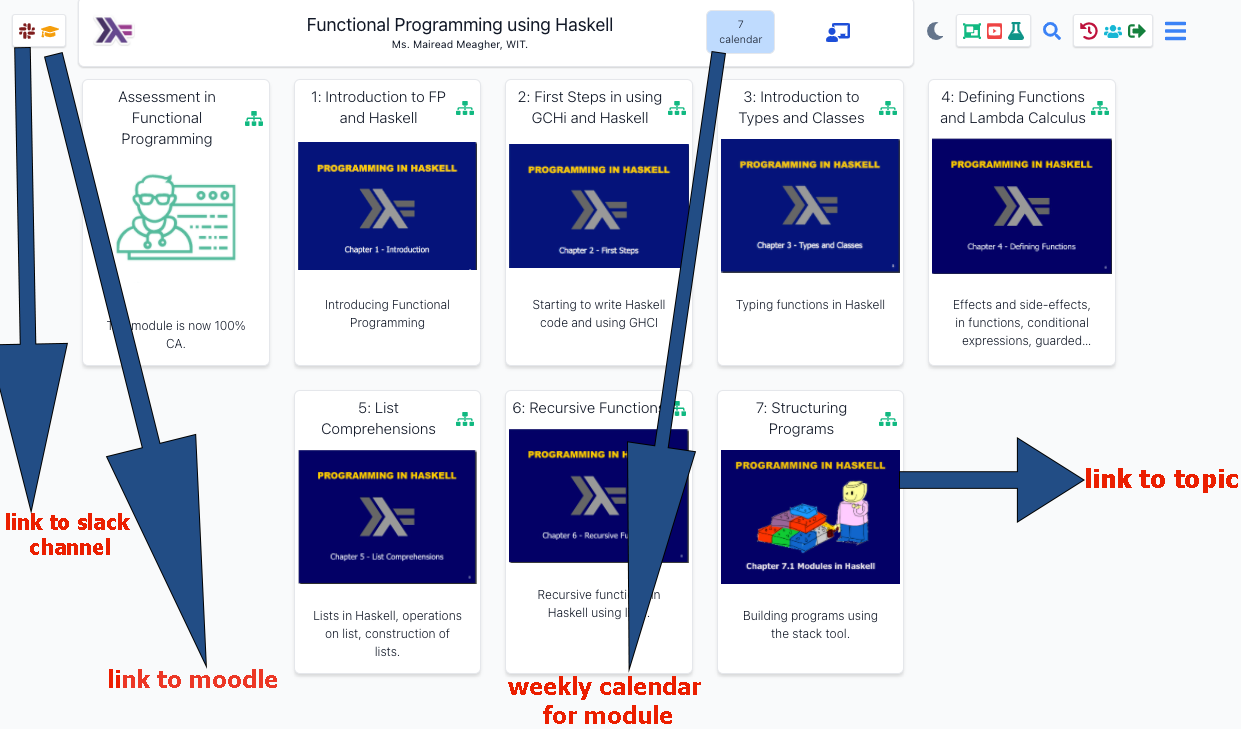 Functional Programming using Haskell
Ms. Mairead Meagher, WIT.
7
calendar
Assessment in
Functional
Programming
module is now 100%
CA.
1: Introduction to FP
and Haskell
PROGRAMMING IN HASKELL
Chapter 1 - Introduction
Introducing Functional
Programming
2: First Steps in using
GCHi and Haskell
PROGRAMMING IN HASKELL
Chapter 2 - First Steps
Starting to write Haskell
code and using GHCI
3: Introduction to
Types and Classes
PROGRAMMING IN HASKELL
Chapter 3 - Types and Classes
Typing functions in Haskell
4: Defining Functions
and Lambda Calculus
PROGRAMMING IN HASKELL
Chapter 4 - Defining Functions
Effects and side-effects,
in functions, conditional
expressions, guarded...
5: List
Comprehensions
PROGRAMMING IN HASKELL
Chapter 5 - List Comprehensions
Lists in Haskell, operations
on list, construction of
lists.
6: Recursive Functions
PROGRAMMING IN
Chapter 6 - Recursive
Recursive in
Haskell using
7: Structuring
Programs
PROGRAMMING IN HASKELL
Chapter 7.1 Modules in Haskell
Building programs using
the stack tool.
link to topic
link to slack
channel
link to moodle
weekly calendar
for module